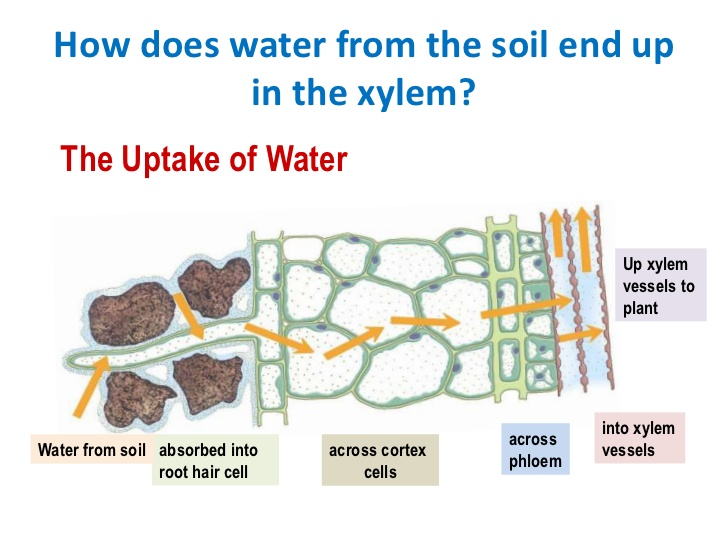 How does water from the soil end up
in the xylem?
The Uptake of Water
Up xylem
vessels to
plant
Water from soil
absorbed into
root hair cell
across cortex
cells
across
phloem
into xylem
vessels